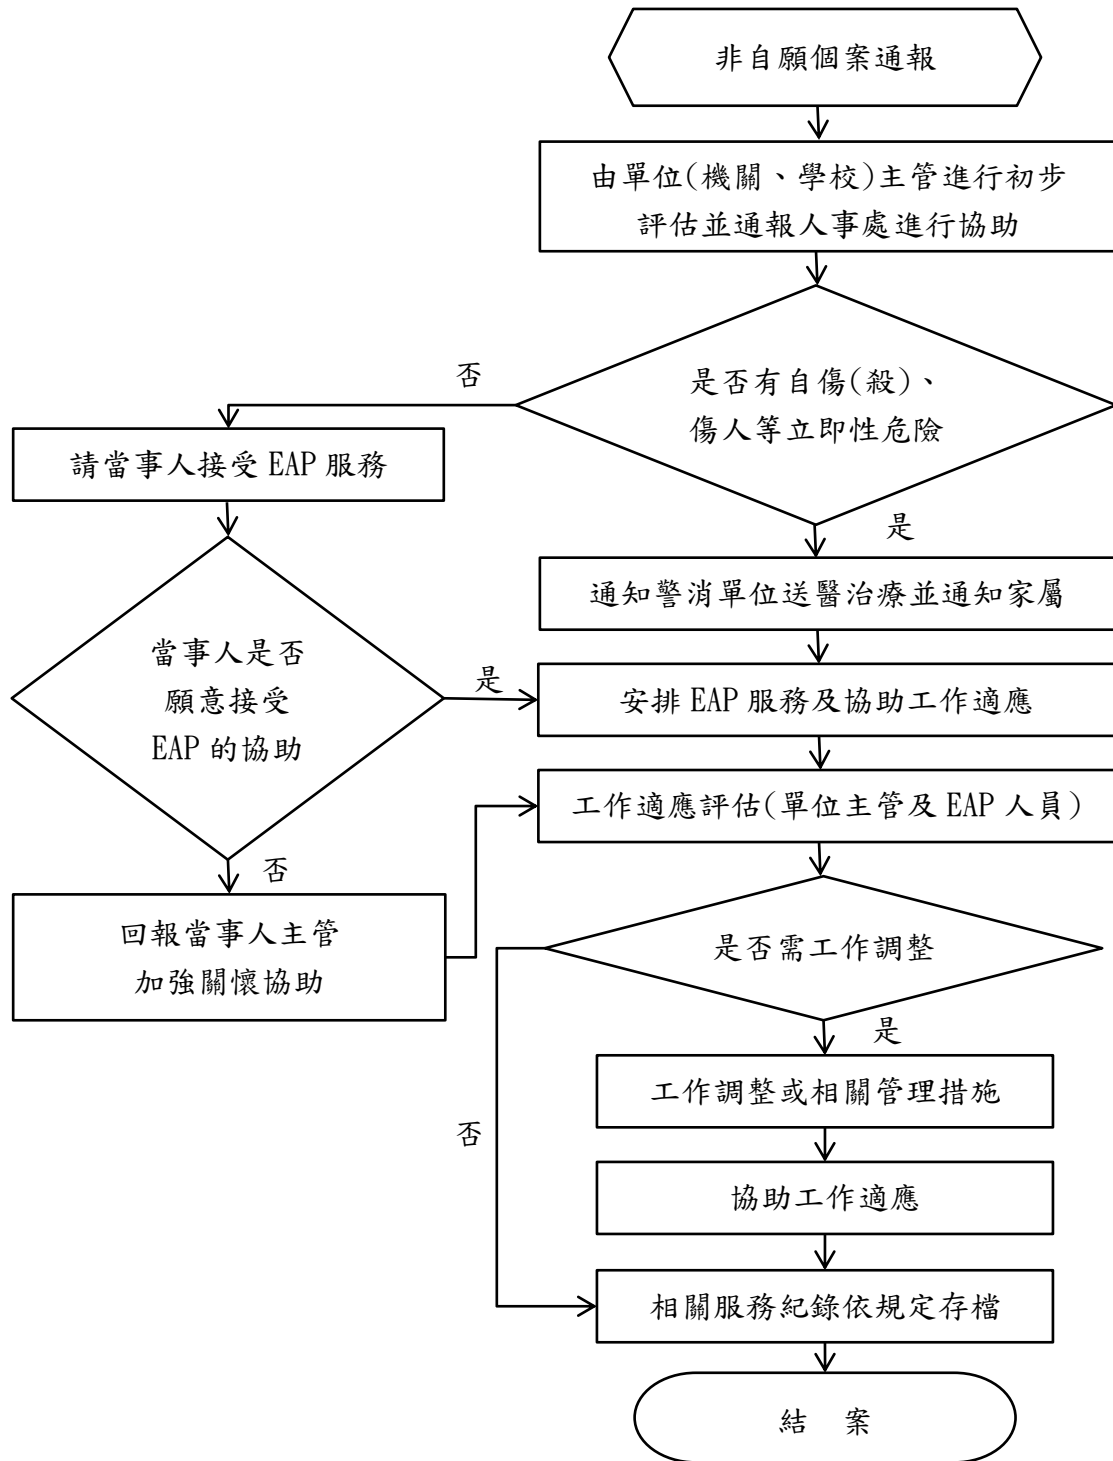 非自願個案通報
由單位(機關、學校)主管進行初步
評估並通報人事處進行協助
否
是否有自傷(殺)、
傷人等立即性危險
請當事人接受 EAP 服務
是
通知警消單位送醫治療並通知家屬
當事人是否
願意接受
EAP 的協助
是
安排 EAP 服務及協助工作適應
工作適應評估(單位主管及 EAP 人員)
否
回報當事人主管
加強關懷協助
是否需工作調整
是
工作調整或相關管理措施
否
協助工作適應
相關服務紀錄依規定存檔
結 案